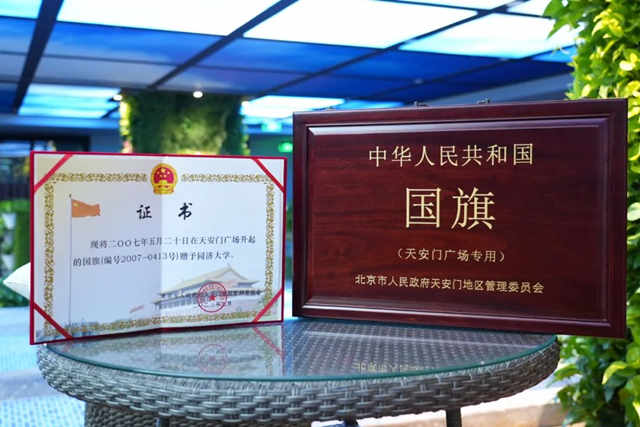 证书
现将二〇〇七年五月二十日在天安门广场升起
的国旗(编号2007-0413号)赠予同济大学。
中华人民共和国
国旗
(天安门广场专用)
北京市人民政府天安门地区管理委员会